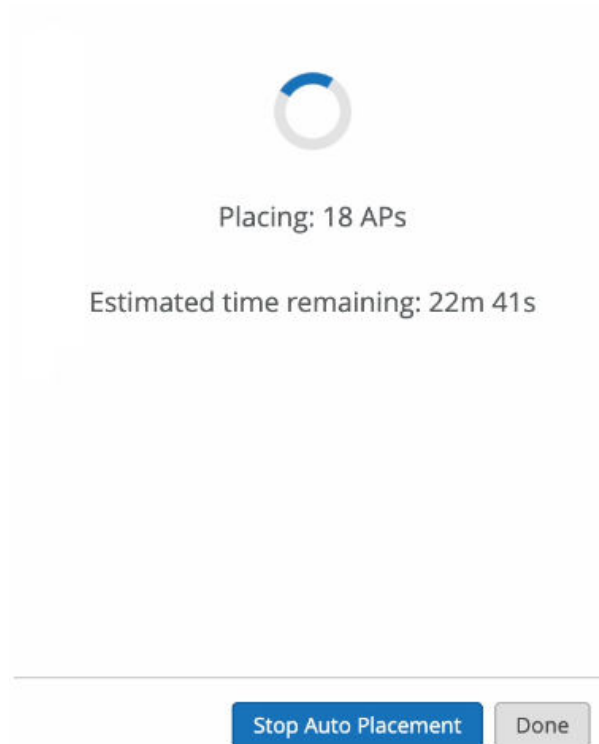 Placing: 18 APs
Estimated time remaining: 22m 41s
Stop Auto Placement
Done